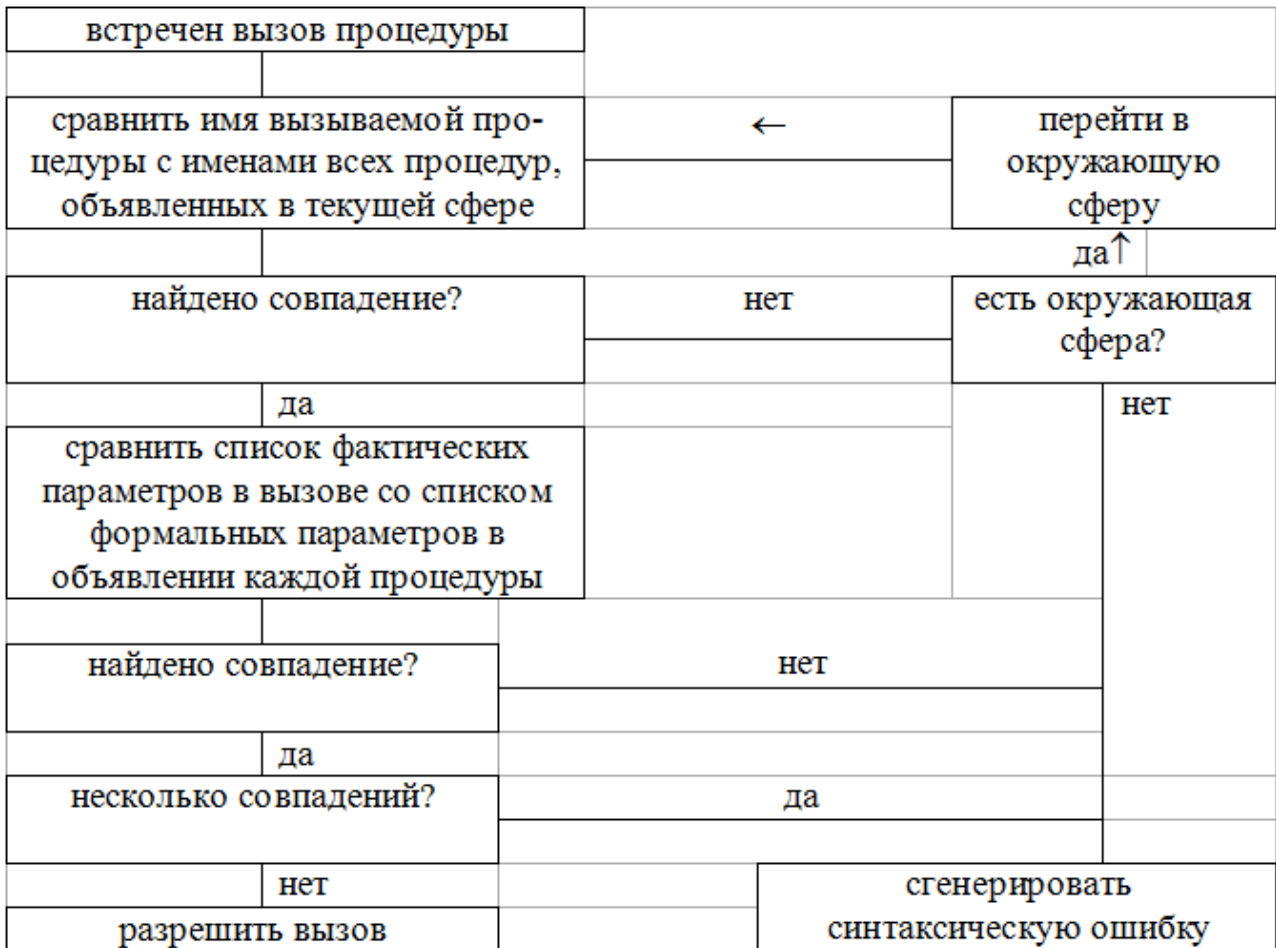 встречен вызов процедуры
сравнить имя вызываемой про-
цедуры с именами всех процедур,
объявленных в текущей сфере
←
перейти в
окружающую
сферу
да↑
найдено совпадение?
нет
есть окружающая
сфера?
да
нет
сравнить список фактических
параметров в вызове со списком
формальных параметров в
объявлении каждой процедуры
найдено совпадение?
нет
да
несколько совпадений?
да
нет
сгенерировать
синтаксическую ошибку
разрешить вызов